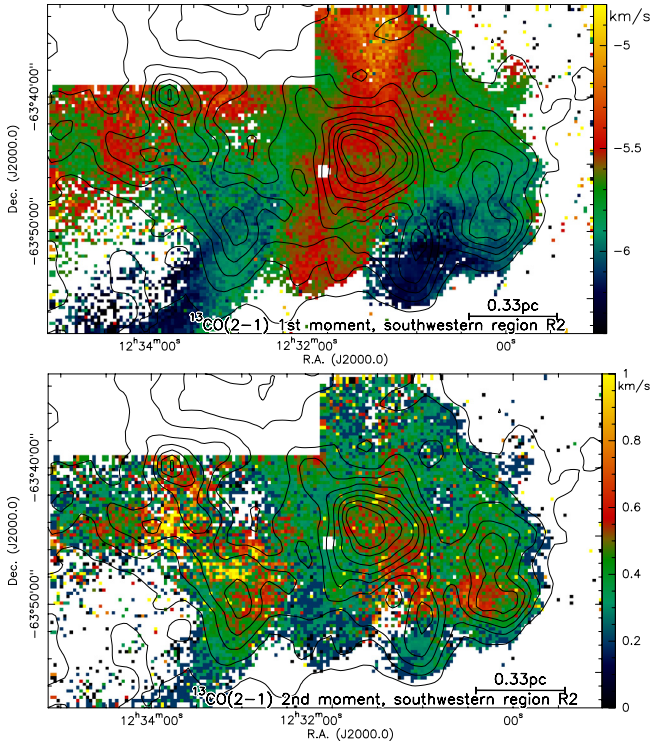 km/s
−5
−63°40'00"
−5.5
Dec. (J2000.0)
−63°50'00"
−6
0.33pc
¹³CO(2−1) 1st moment, southwestern region R2
12ʰ34ᵐ00ˢ
12ʰ32ᵐ00ˢ
00ˢ
R.A. (J2000.0)
1
km/s
0.8
−63°40'00"
0.6
Dec. (J2000.0)
0.4
−63°50'00"
0.2
0.33pc
¹³CO(2−1) 2nd moment, southwestern region R2
0
12ʰ34ᵐ00ˢ
12ʰ32ᵐ00ˢ
00ˢ
R.A. (J2000.0)